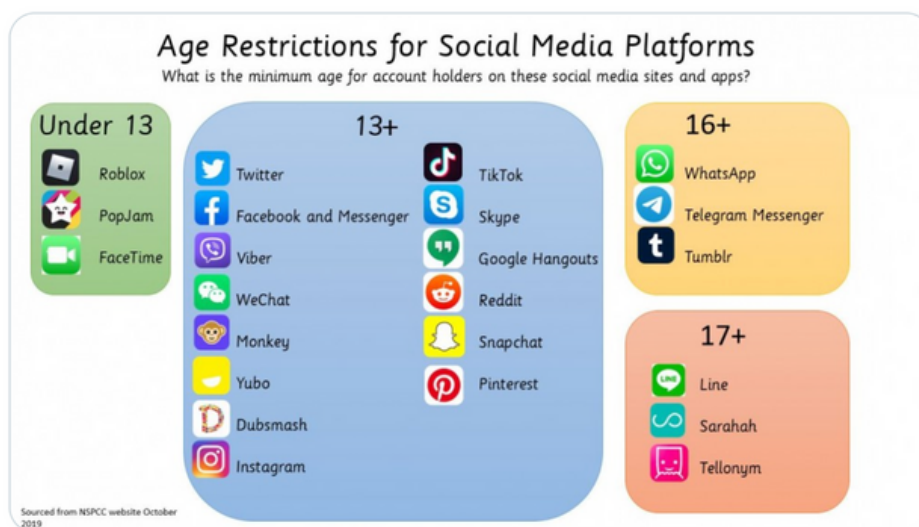 Age Restrictions for Social Media Platforms
What is the minimum age for account holders on these social media sites and apps?
Under 13
Roblox
PopJam
FaceTime
13+
Twitter
Facebook and Messenger
Viber
WeChat
Monkey
Yubo
Dubsmash
Instagram
TikTok
Skype
Google Hangouts
Reddit
Snapchat
Pinterest
16+
WhatsApp
Telegram Messenger
Tumblr
17+
LINE
Line
Sarahah
Tellonym
Sourced from NSPCC website October
2019